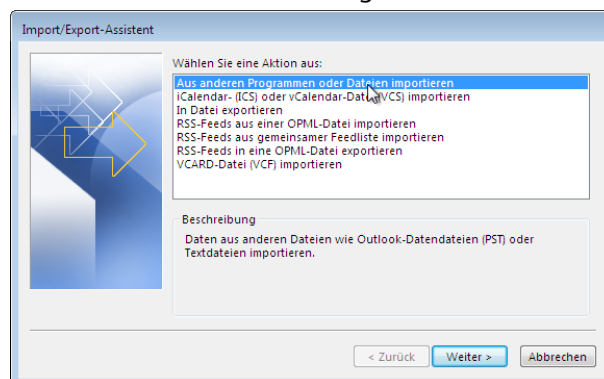 Import/Export-Assistent
Wählen Sie eine Aktion aus:
Aus anderen Programmen oder Dateien importieren
iCalendar- (ICS) oder vCalendar-Datei (VCS) importieren
In Datei exportieren
RSS-Feeds aus einer OPML-Datei importieren
RSS-Feeds aus gemeinsamer Feedliste importieren
RSS-Feeds in eine OPML-Datei exportieren
VCARD-Datei (VCF) importieren
Beschreibung
Daten aus anderen Dateien wie Outlook-Datendateien (PST) oder
Textdateien importieren.
< Zurück
Weiter >
Abbrechen